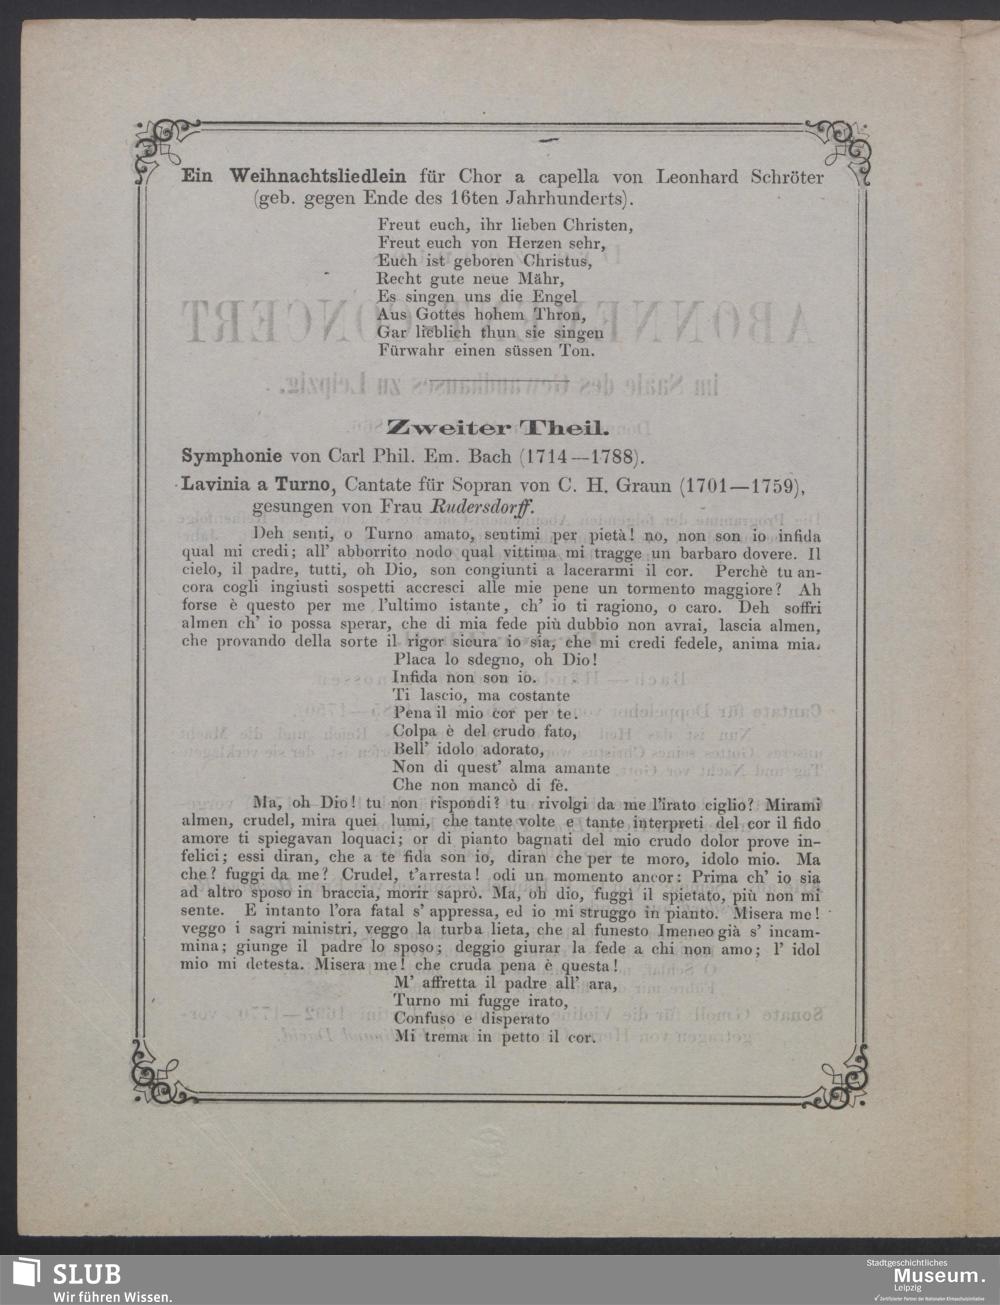 Ein Weihnachtsliedlein für Chor a capella von Leonhard Schröter
(geb. gegen Ende des 16ten Jahrhunderts).
Freut euch, ihr lieben Christen,
Freut euch von Herzen sehr,
Euch ist geboren Christus,
Recht gute neue Mähr,
Es singen uns die Engel
Aus Gottes hohem Thron,
Gar lieblich thun sie singen
Fürwahr einen süssen Ton.
Zweiter Theil.
Symphonie von Carl Phil. Em. Bach (1714—1788).
Lavinia a Turno, Cantate für Sopran von C. H. Graun (1701—1759),
gesungen von Frau Rudersdorff.
Deh senti, o Turno amato, sentimi per pietà! no, non son io infida
qual mi credi; all' abborrito nodo qual vittima mi tragge un barbaro dovere. Il
cielo, il padre, tutti, oh Dio, son congiunti a lacerarmi il cor. Perchè tu an-
cora cogli ingiusti sospetti accresci alle mie pene un tormento maggiore? Ah
forse è questo per me l'ultimo istante, ch' io ti ragiono, o caro. Deh soffri
almen ch' io possa sperar, che di mia fede più dubbio non avrai, lascia almen,
che provando della sorte il rigor sicura io sia, che mi credi fedele, anima mia.
Placa lo sdegno, oh Dio!
Infida non son io.
Ti lascio, ma costante
Pena il mio cor per te.
Colpa è del crudo fato,
Bell' idolo adorato,
Non di quest' alma amante
Che non mancò di fè.
Ma, oh Dio! tu non rispondi? tu rivolgi da me l'irato ciglio? Mirami
almen, crudel, mira quei lumi, che tante volte e tante interpreti del cor il fido
amore ti spiegavan loquaci; or di pianto bagnati del mio crudo dolor prove in-
felici; essi diran, che a te fida son io, diran che per te moro, idolo mio. Ma
che? fuggi da me? Crudel, t'arresta! odi un momento ancor: Prima ch' io sia
ad altro sposo in braccia, morir saprò. Ma, oh dio, fuggi il spietato, più non mi
sente. E intanto l'ora fatal s' appressa, ed io mi struggo in pianto. Misera me!
veggo i sagri ministri, veggo la turba lieta, che al funesto Imeneo già s' incam-
mina; giunge il padre lo sposo; deggio giurar la fede a chi non amo; l' idol
mio mi detesta. Misera me! che cruda pena è questa!
M' affretta il padre all' ara,
Turno mi fugge irato,
Confuso e disperato
Mi trema in petto il cor.
SLUB
Wir führen Wissen.
Stadtgeschichtliches
Museum.
Leipzig
Zertifizierter Partner der Nationalen Klimaschutzinitiative